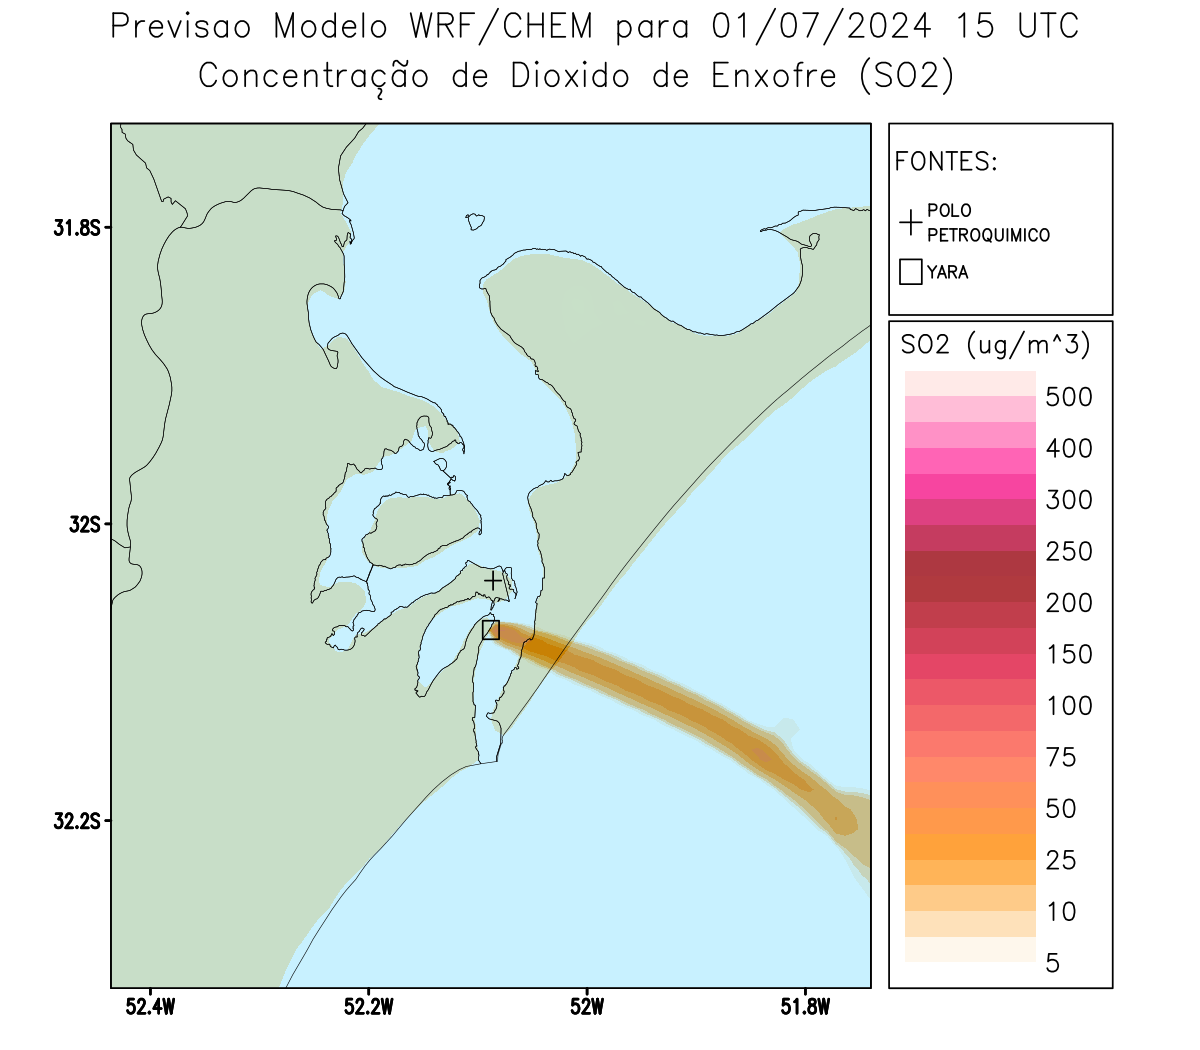 Previsao Modelo WRF/CHEM para 01/07/2024 15 UTC
Concentração de Dioxido de Enxofre (SO2)
31.8S
32S
32.2S
52.4W
52.2W
52W
51.8W
FONTES:
POLO
PETROQUIMICO
YARA
SO2 (ug/m^3)
500
400
300
250
200
150
100
75
50
25
10
5